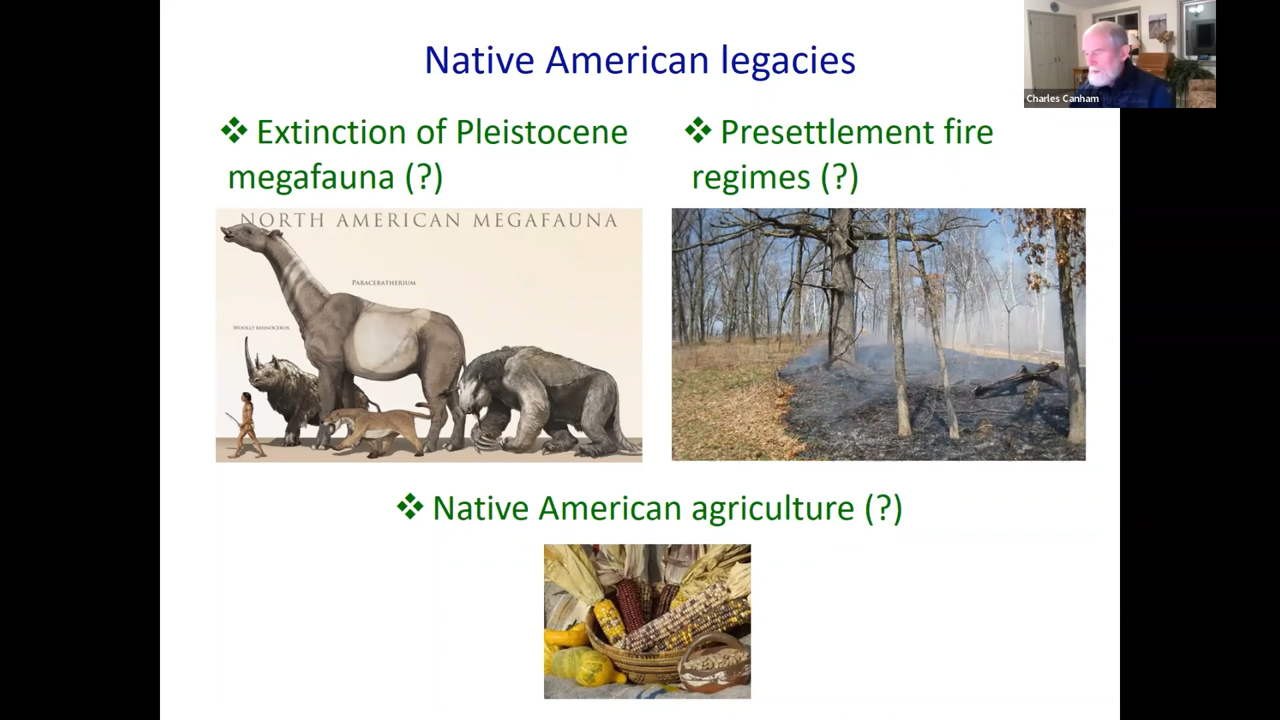 Native American legacies
Charles Canham
❖ Extinction of Pleistocene
megafauna (?)
❖ Presettlement fire
regimes (?)
NORTH AMERICAN MEGAFAUNA
PARACERATHERIUM
WOOLLY RHINOCEROS
❖ Native American agriculture (?)